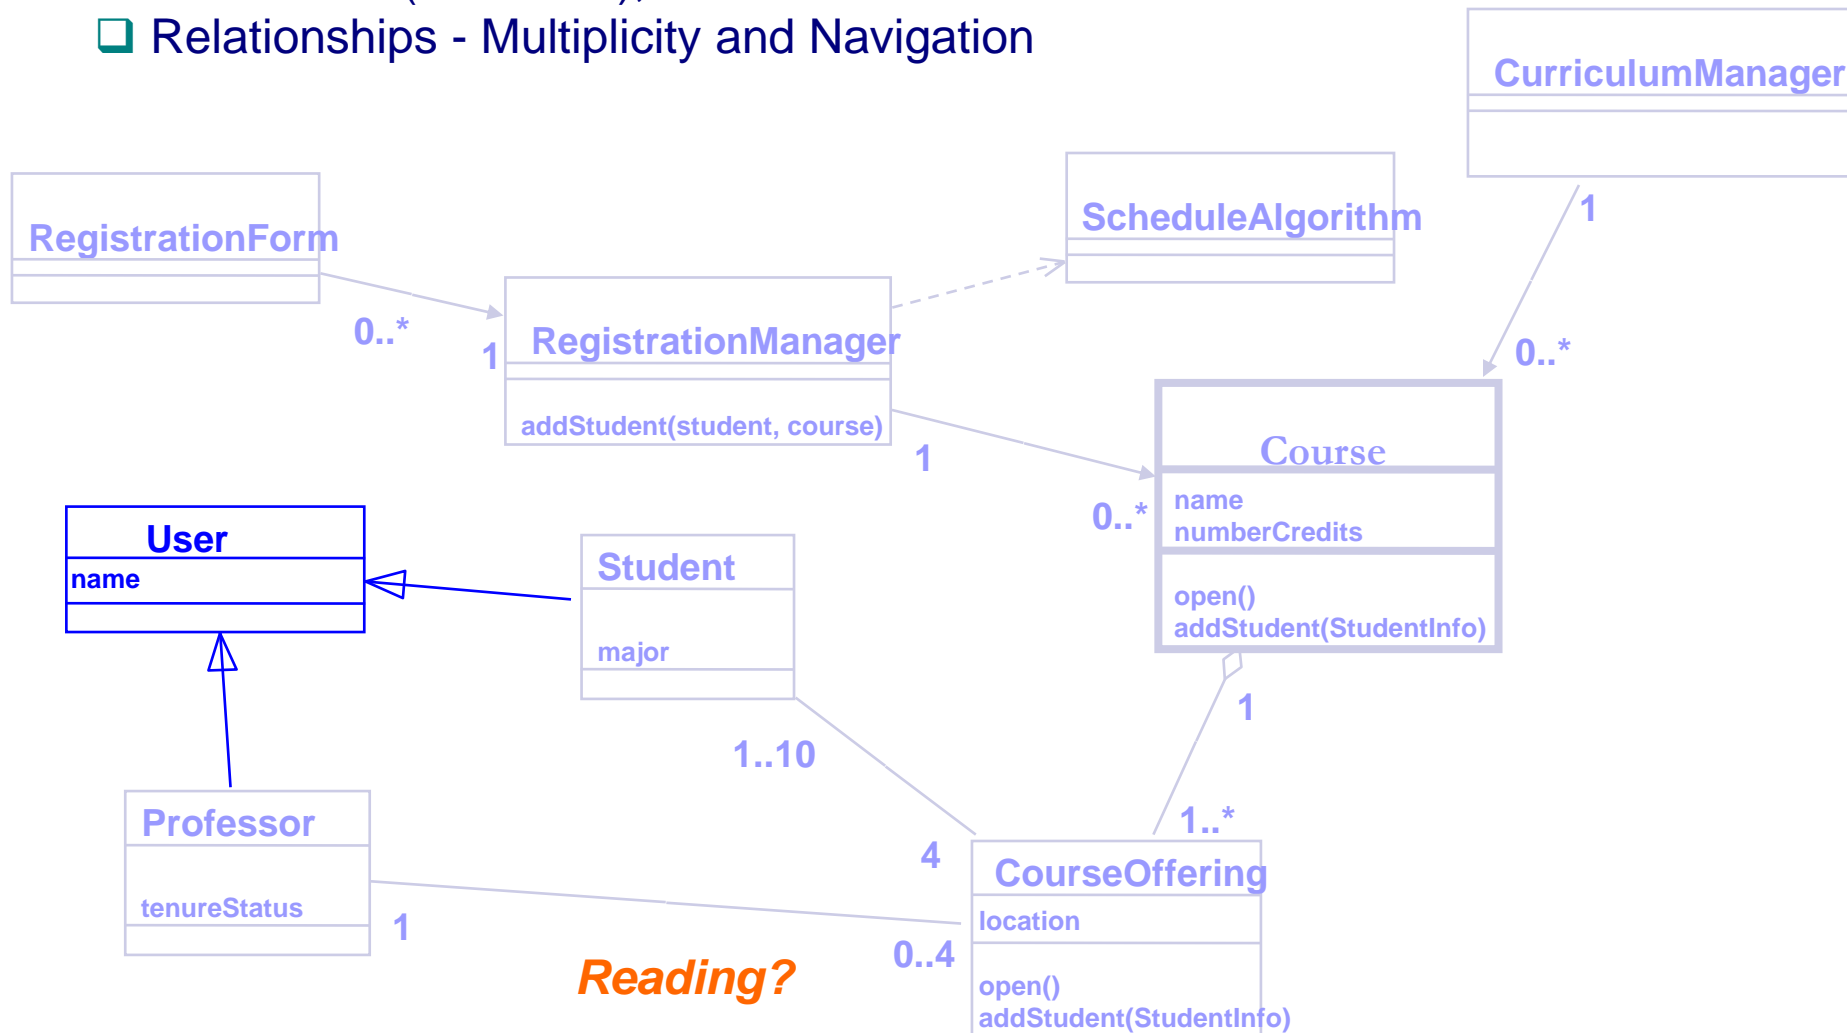 Relationships - Multiplicity and Navigation
CurriculumManager
1
0..*
ScheduleAlgorithm
RegistrationForm
0..*
1
RegistrationManager
addStudent(student, course)
1
0..*
Course
name
numberCredits
open()
addStudent(StudentInfo)
1
1..*
User
name
Student
major
1..10
4
Professor
tenureStatus
1
0..4
CourseOffering
location
open()
addStudent(StudentInfo)
Reading?